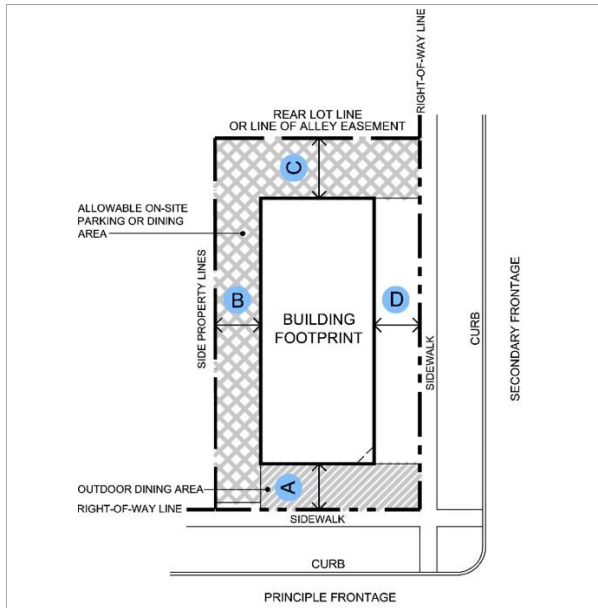 RIGHT-OF-WAY LINE
REAR LOT LINE
OR LINE OF ALLEY EASEMENT
C
ALLOWABLE ON-SITE
PARKING OR DINING
AREA
SIDE PROPERTY LINES
B
BUILDING
FOOTPRINT
D
SIDEWALK
CURB
SECONDARY FRONTAGE
OUTDOOR DINING AREA
A
RIGHT-OF-WAY LINE
SIDEWALK
CURB
PRINCIPLE FRONTAGE